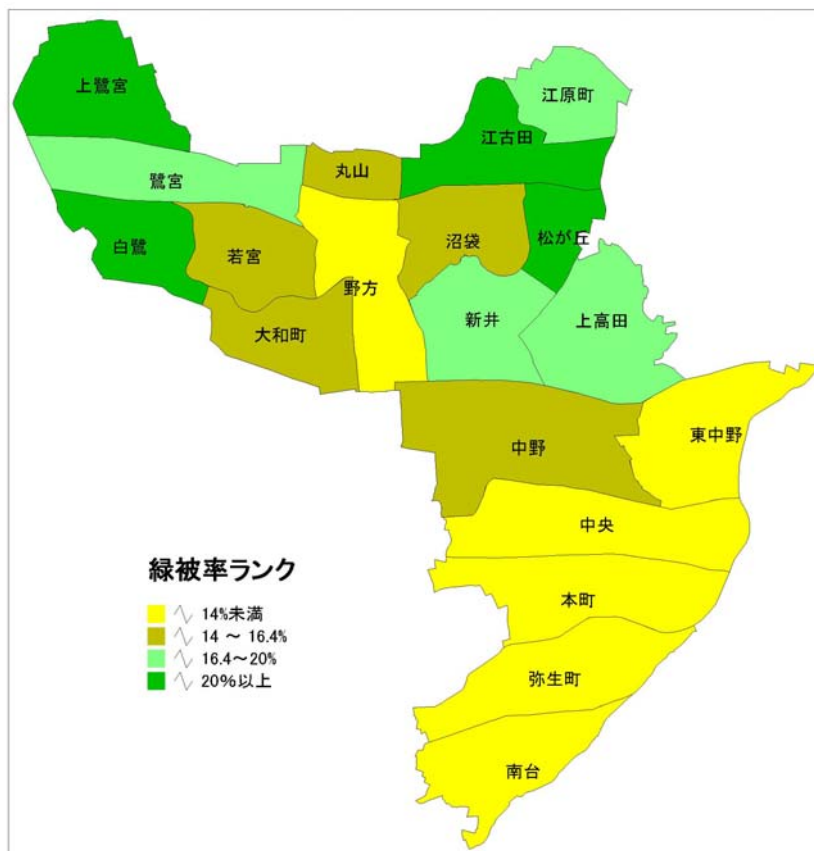 上鷺宮
江原町
江古田
丸山
鷺宮
沼袋
松が丘
白鷺
若宮
野方
新井
上高田
大和町
東中野
中野
中央
緑被率ランク
14%未満
本町
14 ～ 16.4%
16.4～20%
20%以上
弥生町
南台